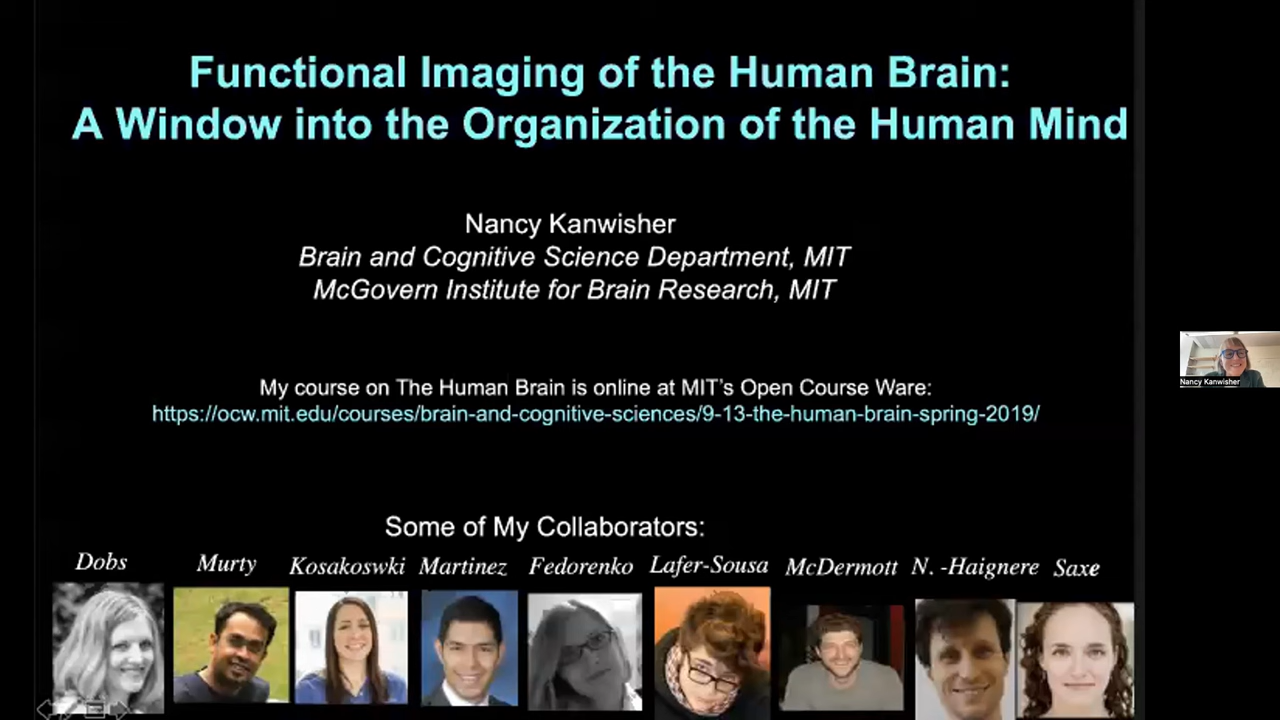 Functional Imaging of the Human Brain:
A Window into the Organization of the Human Mind
Nancy Kanwisher
Brain and Cognitive Science Department, MIT
McGovern Institute for Brain Research, MIT
My course on The Human Brain is online at MIT’s Open Course Ware:
https://ocw.mit.edu/courses/brain-and-cognitive-sciences/9-13-the-human-brain-spring-2019/
Nancy Kanwisher
Some of My Collaborators:
Dobs Murty Kosakoswki Martinez Fedorenko Lafer-Sousa McDermott N. -Haignere Saxe